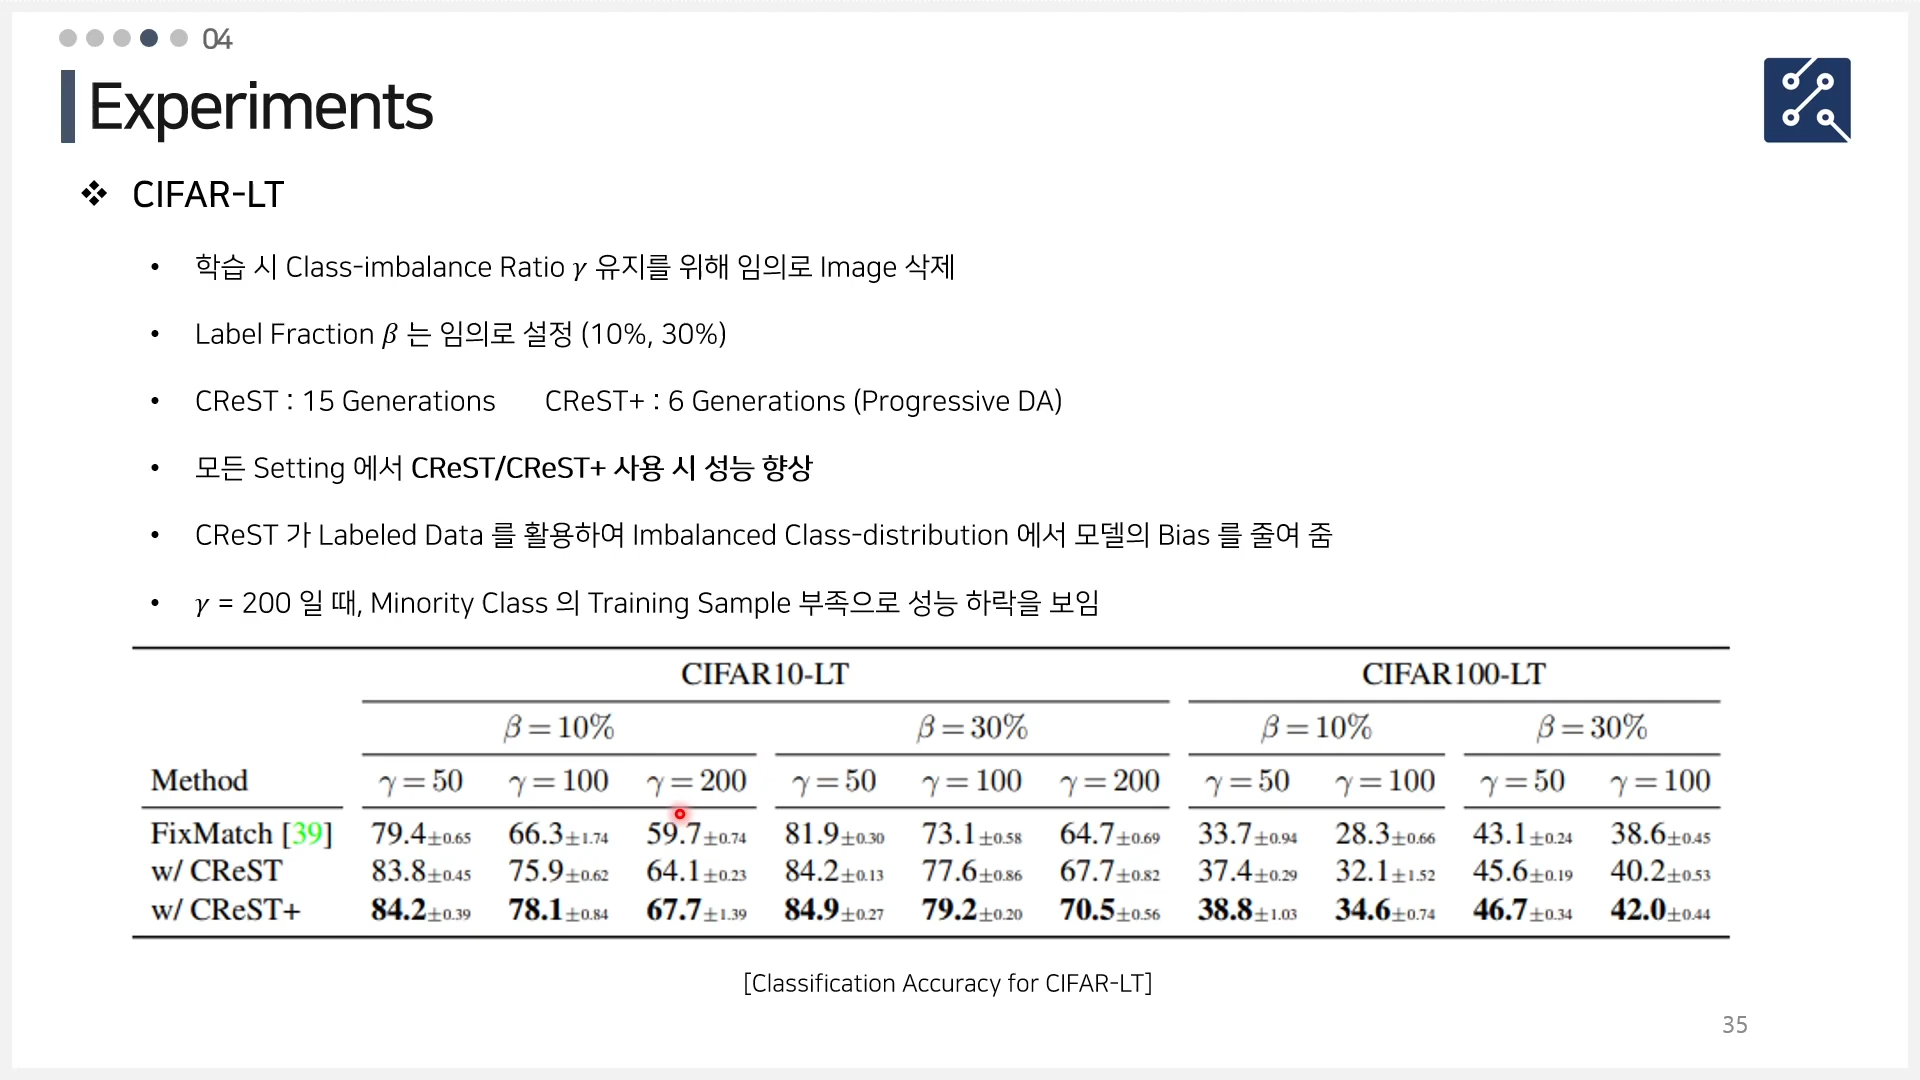 04
Experiments
❖ CIFAR-LT
• 학습 시 Class-imbalance Ratio γ 유지를 위해 임의로 Image 삭제
• Label Fraction β 는 임의로 설정 (10%, 30%)
• CReST : 15 Generations CReST+ : 6 Generations (Progressive DA)
• 모든 Setting 에서 CReST/CReST+ 사용 시 성능 향상
• CReST 가 Labeled Data 를 활용하여 Imbalanced Class-distribution 에서 모델의 Bias 를 줄여 줌
• γ = 200 일 때, Minority Class 의 Training Sample 부족으로 성능 하락을 보임
CIFAR10-LT CIFAR100-LT
β = 10% β = 30% β = 10% β = 30%
Method γ = 50 γ = 100 γ = 200 γ = 50 γ = 100 γ = 200 γ = 50 γ = 100 γ = 50 γ = 100
FixMatch [39] 79.4±0.65 66.3±1.74 59.7±0.74 81.9±0.30 73.1±0.58 64.7±0.69 33.7±0.94 28.3±0.66 43.1±0.24 38.6±0.45
w/ CReST 83.8±0.45 75.9±0.62 64.1±0.23 84.2±0.13 77.6±0.86 67.7±0.82 37.4±0.29 32.1±1.52 45.6±0.19 40.2±0.53
w/ CReST+ 84.2±0.39 78.1±0.84 67.7±1.39 84.9±0.27 79.2±0.20 70.5±0.56 38.8±1.03 34.6±0.74 46.7±0.34 42.0±0.44
[Classification Accuracy for CIFAR-LT]
35